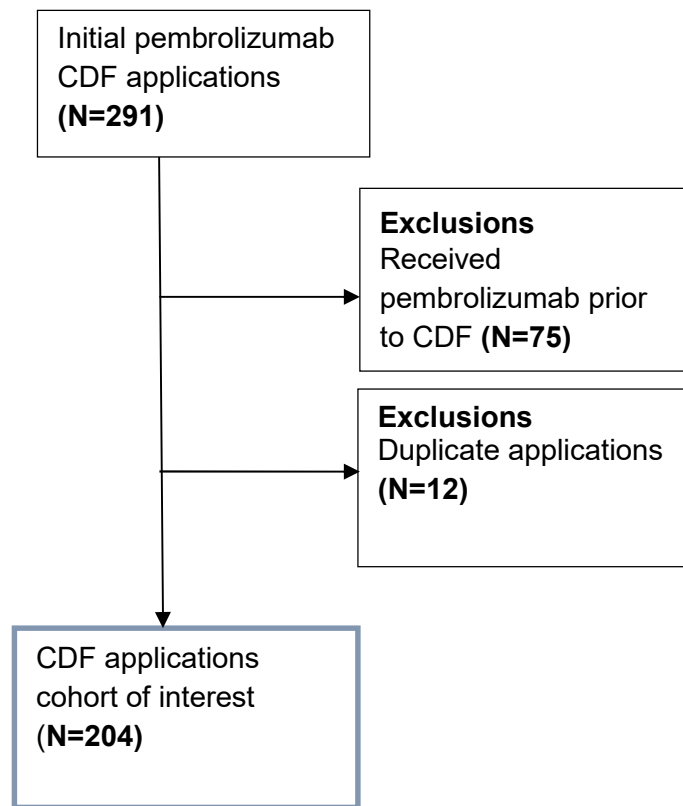 Initial pembrolizumab
CDF applications
(N=291)
Exclusions
Received
pembrolizumab prior
to CDF (N=75)
Exclusions
Duplicate applications
(N=12)
CDF applications
cohort of interest
(N=204)